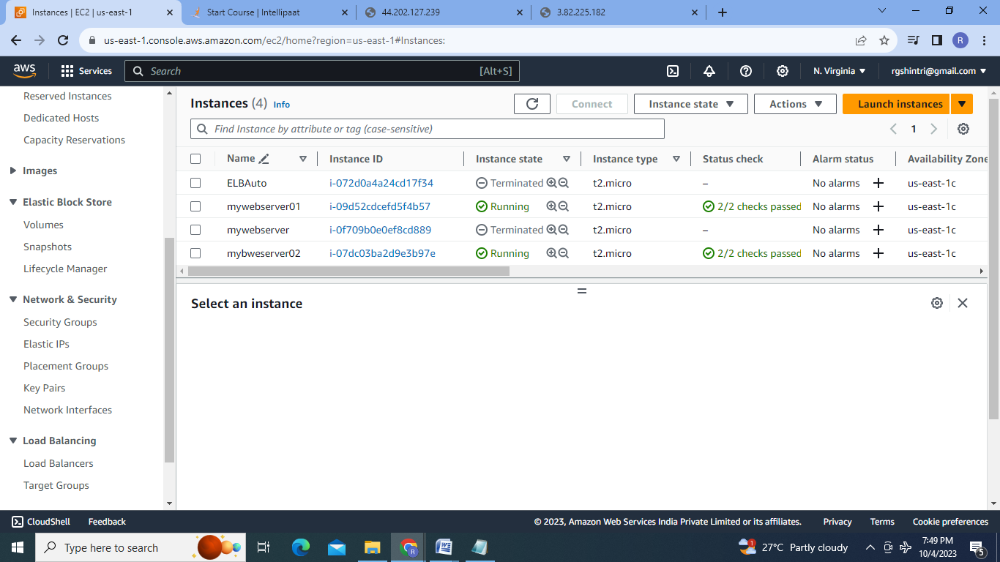 Instances | EC2 | us-east-1
Start Course | Intellipaat
44.202.127.239
3.82.225.182
us-east-1.console.aws.amazon.com/ec2/home?region=us-east-1#Instances:
R
aws
Services
Search
[Alt+S]
N. Virginia
rgshintri@gmail.com
Reserved Instances
Dedicated Hosts
Capacity Reservations
Images
Elastic Block Store
Volumes
Snapshots
Lifecycle Manager
Network & Security
Security Groups
Elastic IPs
Placement Groups
Key Pairs
Network Interfaces
Load Balancing
Load Balancers
Target Groups
Instances (4) Info
Connect
Instance state
Actions
Launch instances
Find Instance by attribute or tag (case-sensitive)
1
Name Instance ID Instance state Instance type Status check Alarm status Availability Zone
ELBAuto i-072d0a4a24cd17f34 Terminated t2.micro – No alarms + us-east-1c
mywebserver01 i-09d52cdcefd5f4b57 Running t2.micro 2/2 checks passed No alarms + us-east-1c
mywebserver i-0f709b0e0ef8cd889 Terminated t2.micro – No alarms + us-east-1c
mybweserver02 i-07dc03ba2d9e3b97e Running t2.micro 2/2 checks passed No alarms + us-east-1c
Select an instance
CloudShell
Feedback
© 2023, Amazon Web Services India Private Limited or its affiliates.
Privacy
Terms
Cookie preferences
Type here to search
R
1
27°C Partly cloudy
7:49 PM
10/4/2023
5